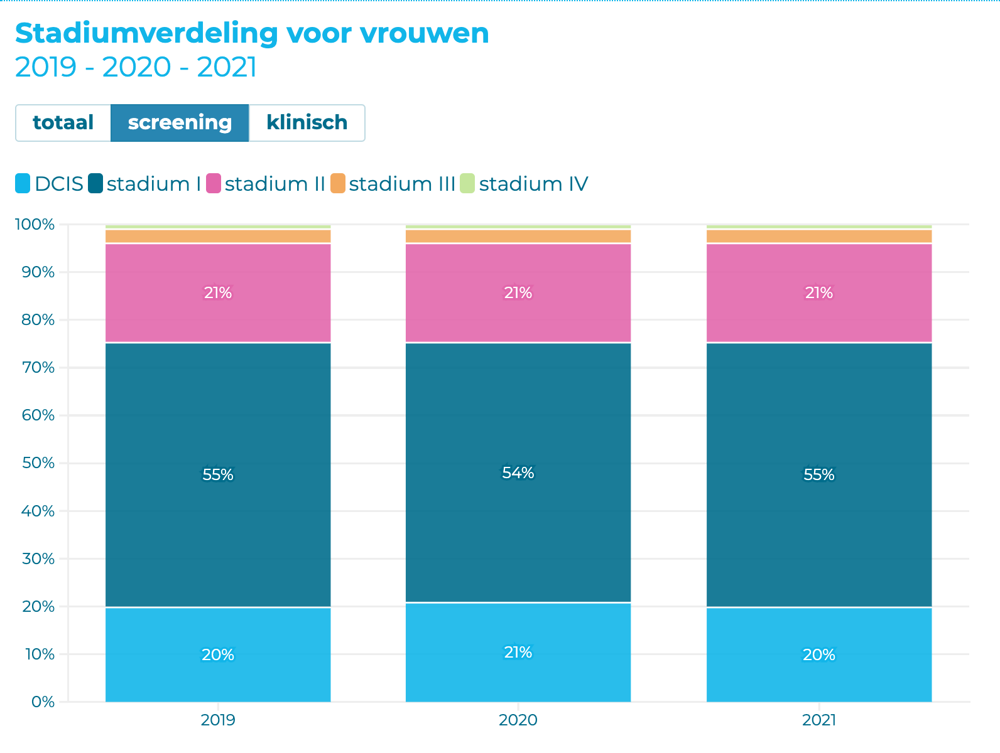 Stadiumverdeling voor vrouwen
2019 - 2020 - 2021
totaal screening klinisch
DCIS stadium I stadium II stadium III stadium IV
100%
90%
21% 21% 21%
80%
70%
60%
50%
55% 54% 55%
40%
30%
20%
10%
20% 21% 20%
0%
2019 2020 2021